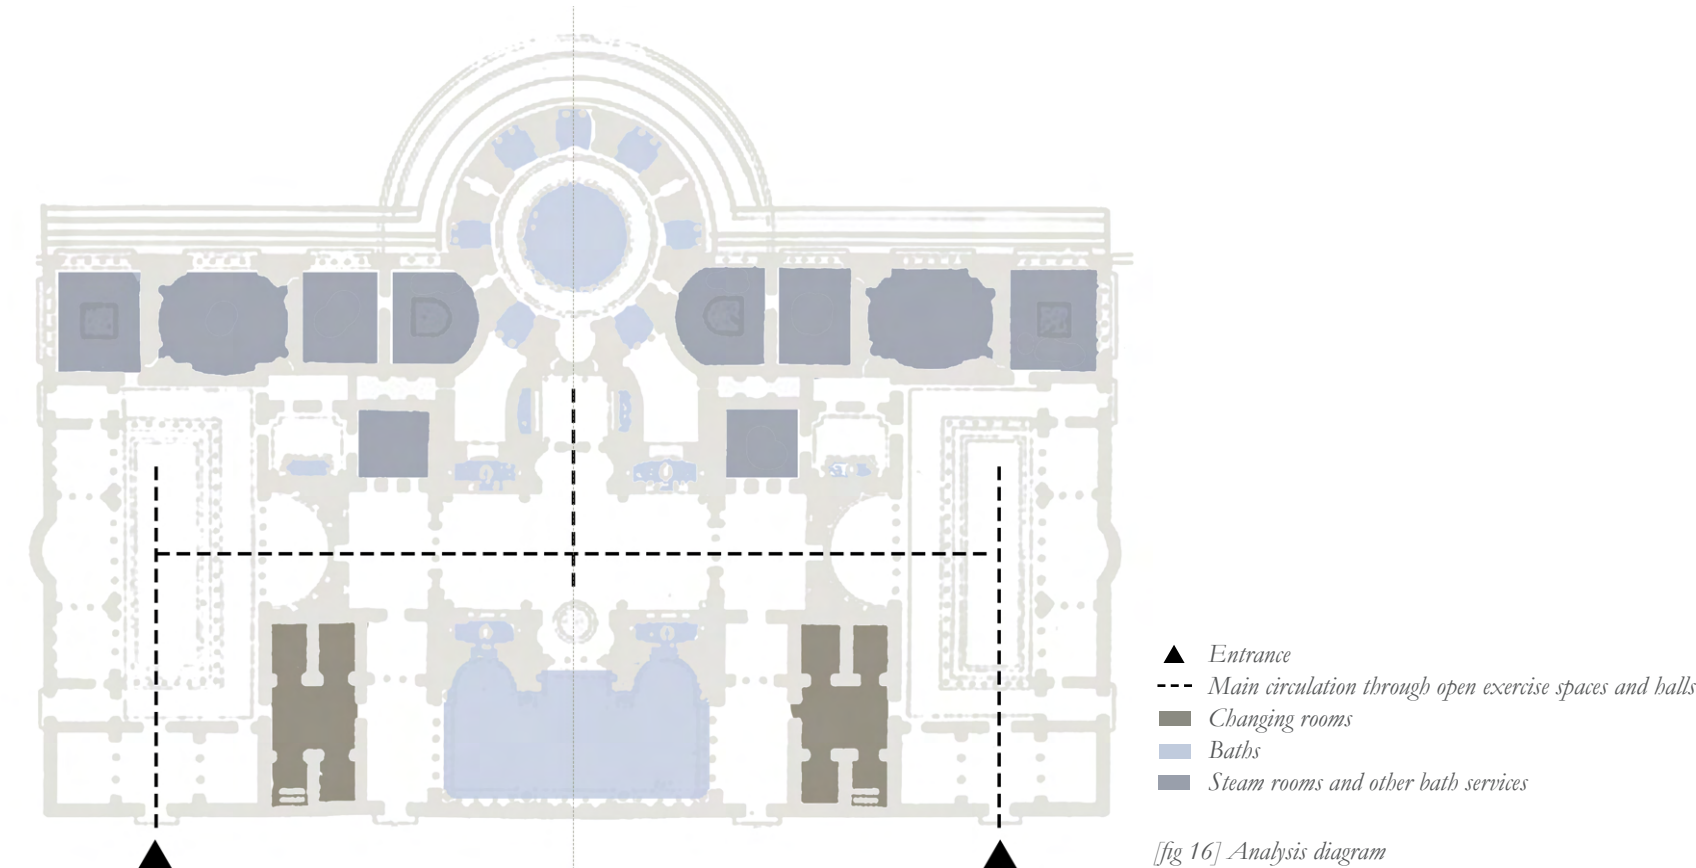 Entrance
Main circulation through open exercise spaces and halls
Changing rooms
Baths
Steam rooms and other bath services
[fig 16] Analysis diagram